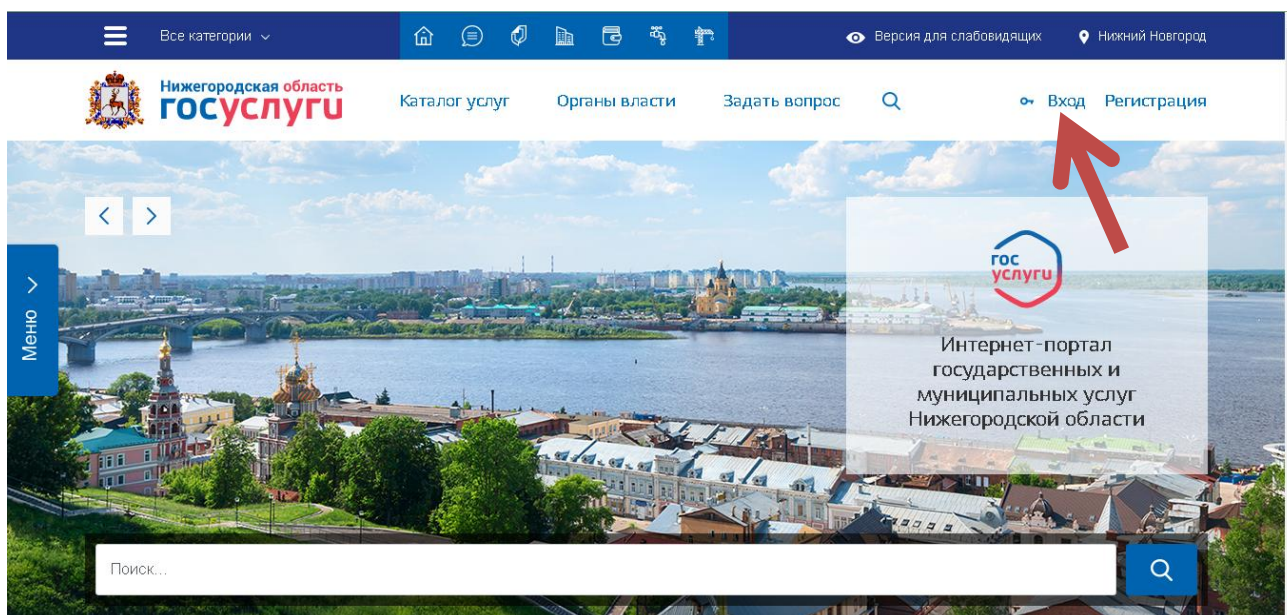 Все категории
Версия для слабовидящих
Нижний Новгород
Нижегородская область
госуслуги
Каталог услуг
Органы власти
Задать вопрос
Вход
Регистрация
гос
услуги
Интернет-портал
государственных и
муниципальных услуг
Нижегородской области
Меню
Поиск...